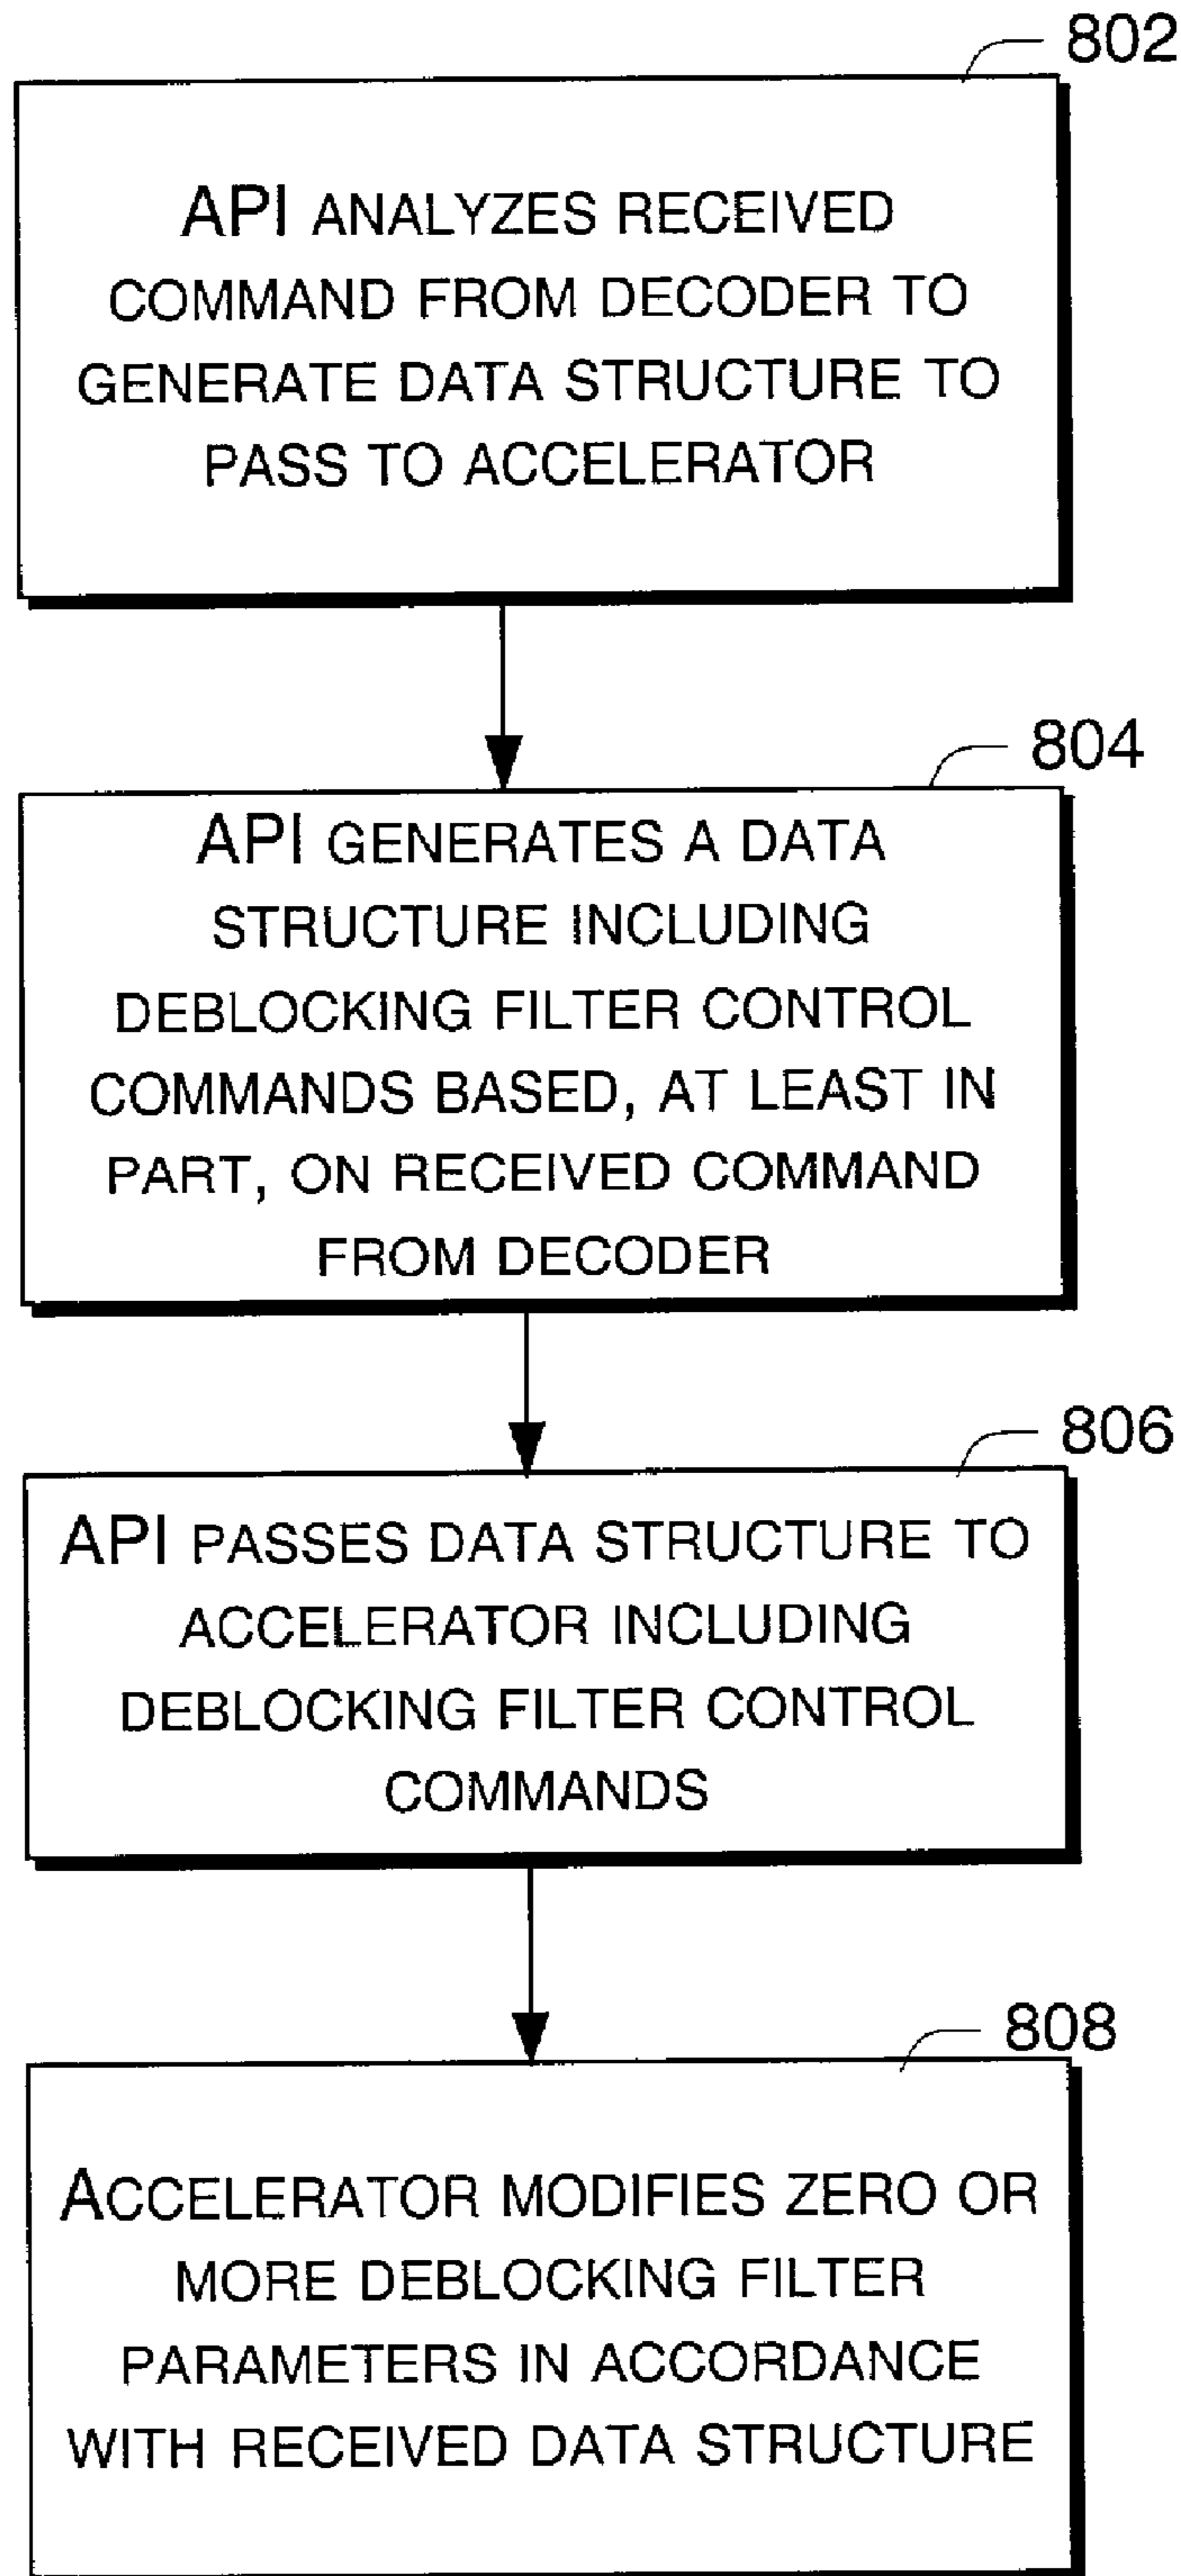 802
API ANALYZES RECEIVED
COMMAND FROM DECODER TO
GENERATE DATA STRUCTURE TO
PASS TO ACCELERATOR
804
API GENERATES A DATA
STRUCTURE INCLUDING
DEBLOCKING FILTER CONTROL
COMMANDS BASED, AT LEAST IN
PART, ON RECEIVED COMMAND
FROM DECODER
806
API PASSES DATA STRUCTURE TO
ACCELERATOR INCLUDING
DEBLOCKING FILTER CONTROL
COMMANDS
808
ACCELERATOR MODIFIES ZERO OR
MORE DEBLOCKING FILTER
PARAMETERS IN ACCORDANCE
WITH RECEIVED DATA STRUCTURE